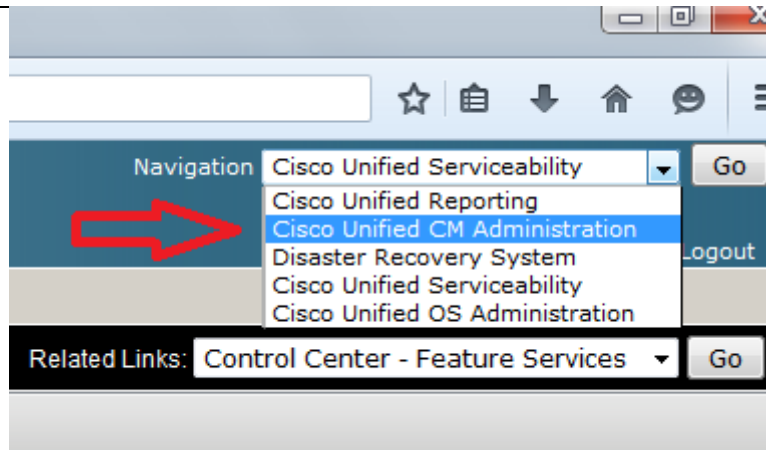 Navigation Cisco Unified Serviceability Go
Cisco Unified Reporting
Cisco Unified CM Administration
Disaster Recovery System
Logout
Cisco Unified Serviceability
Cisco Unified OS Administration
Related Links: Control Center - Feature Services Go